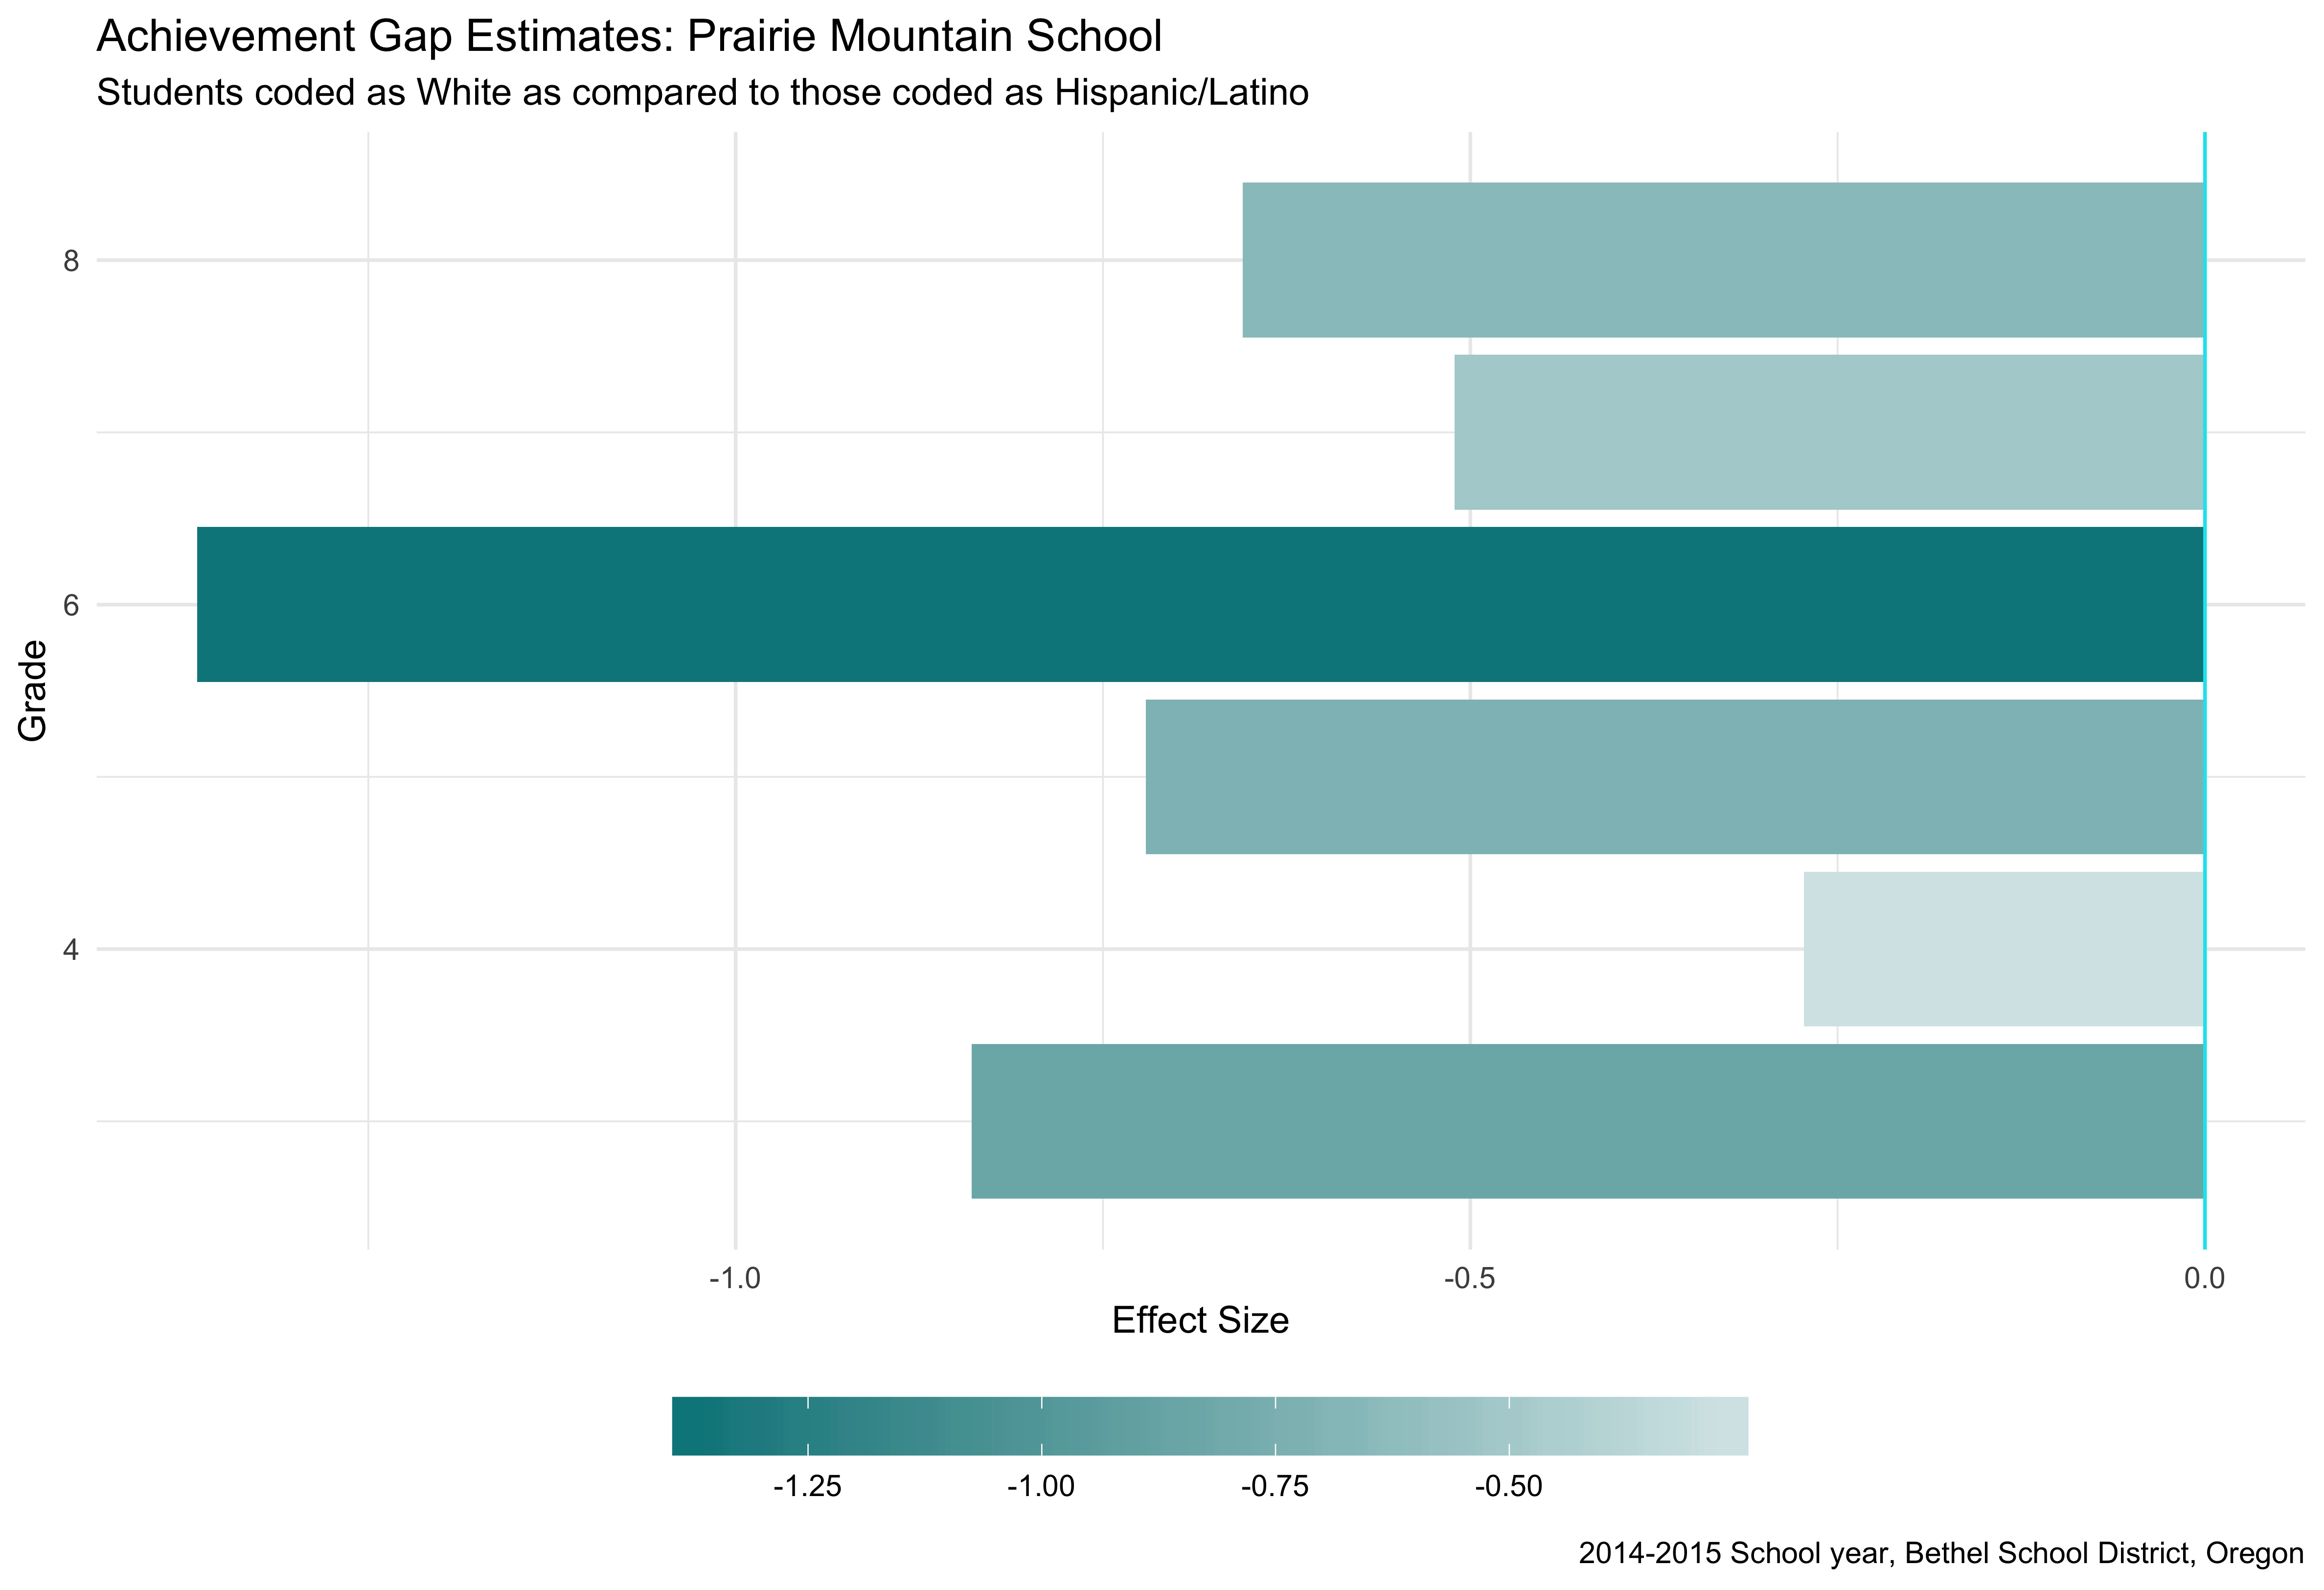 Achievement Gap Estimates: Prairie Mountain School
Students coded as White as compared to those coded as Hispanic/Latino
8
6
4
Grade
-1.0 -0.5 0.0
Effect Size
-1.25 -1.00 -0.75 -0.50
2014-2015 School year, Bethel School District, Oregon